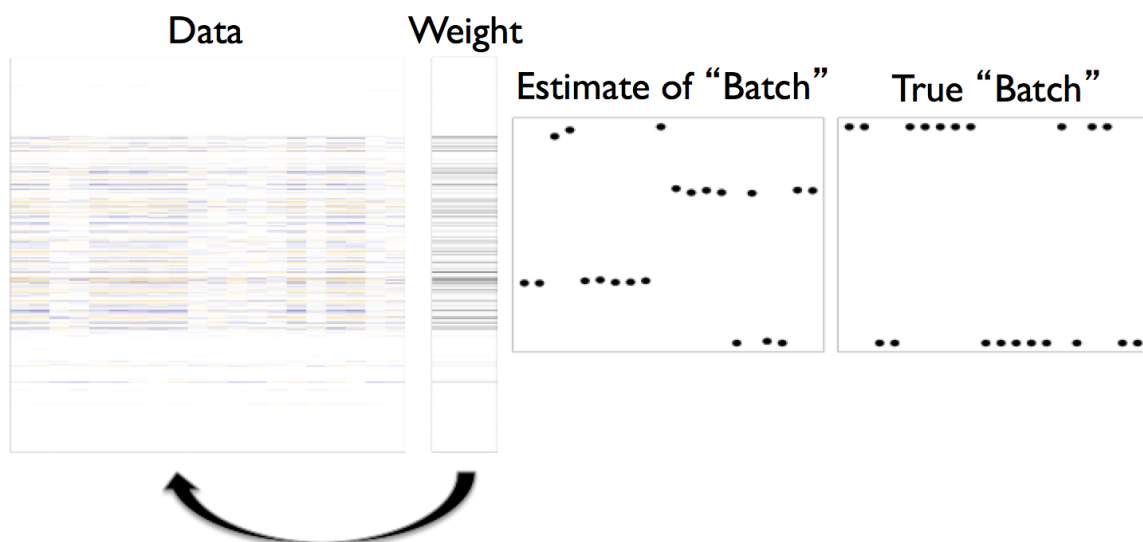 Data
Weight
Estimate of “Batch”
True “Batch”